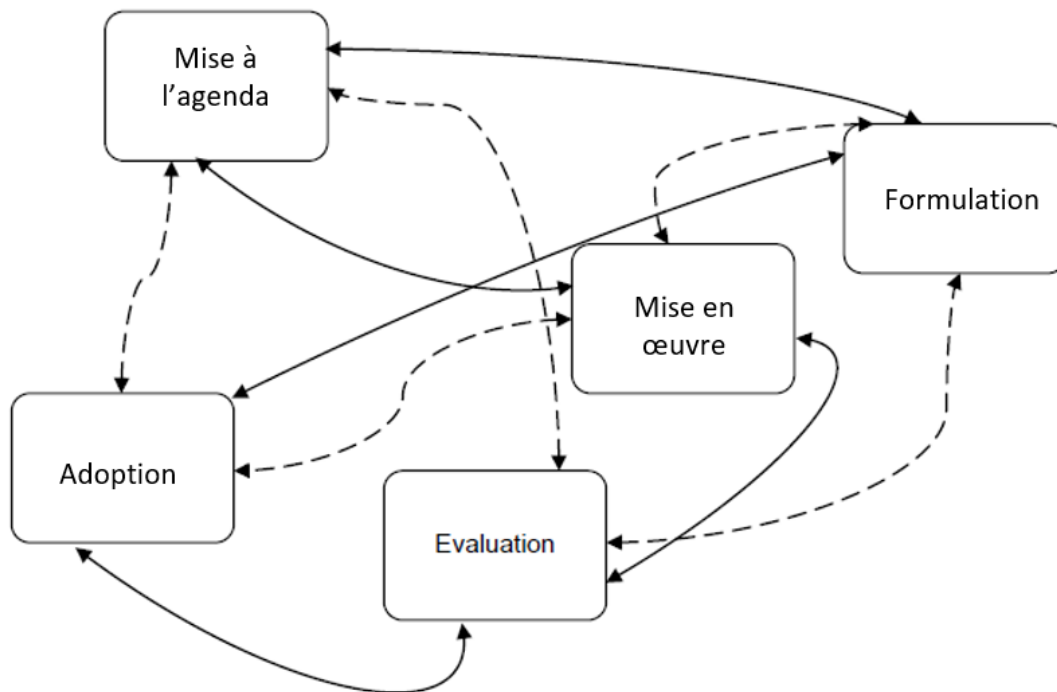 Mise à
l’agenda
Formulation
Mise en
œuvre
Adoption
Evaluation